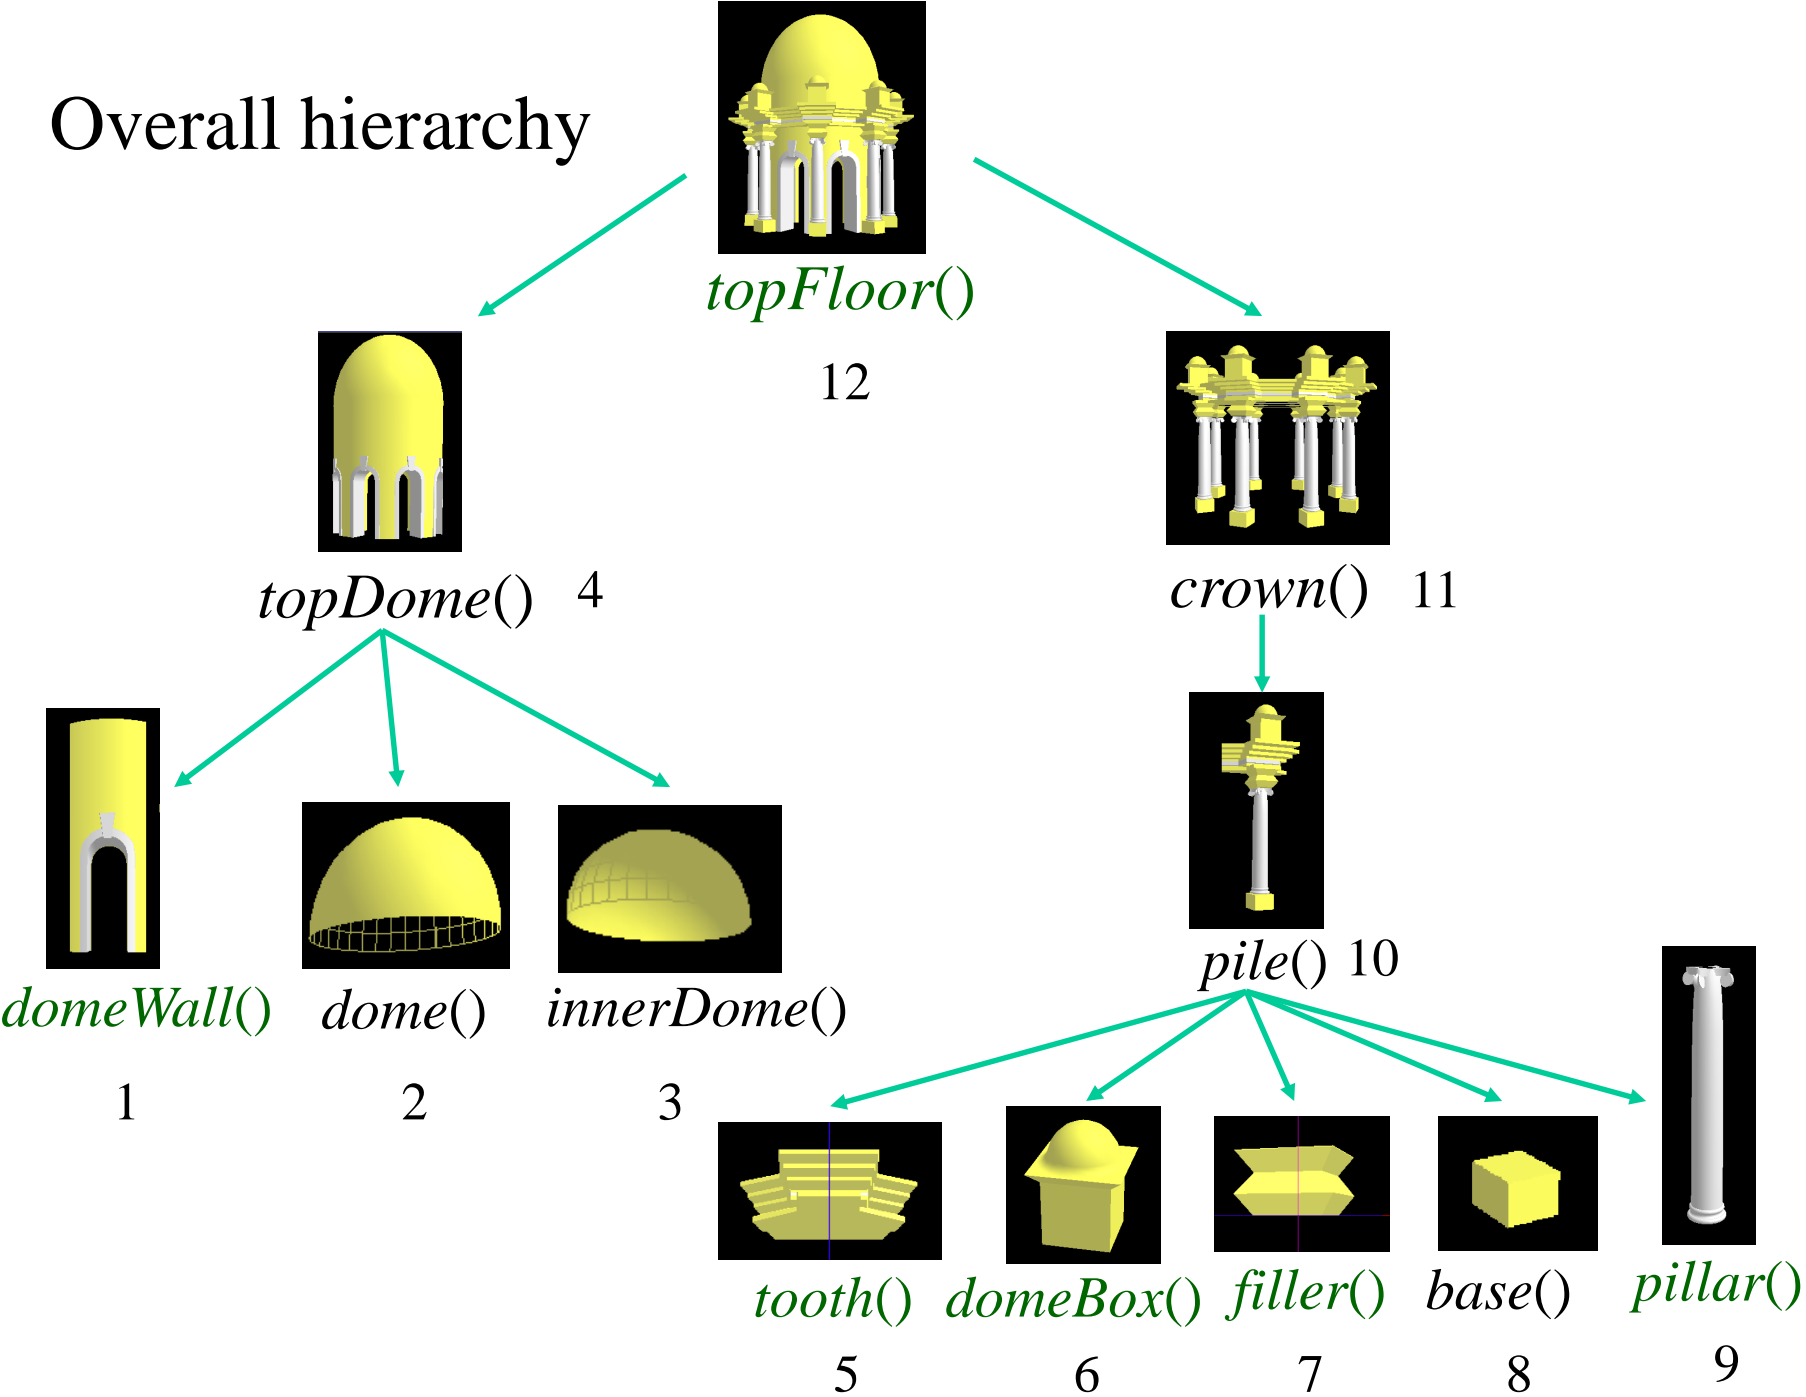 Overall hierarchy
topFloor()
12
topDome() 4
crown() 11
pile() 10
domeWall()
dome()
innerDome()
1
2
3
tooth()
domeBox()
filler()
base()
pillar()
5
6
7
8
9